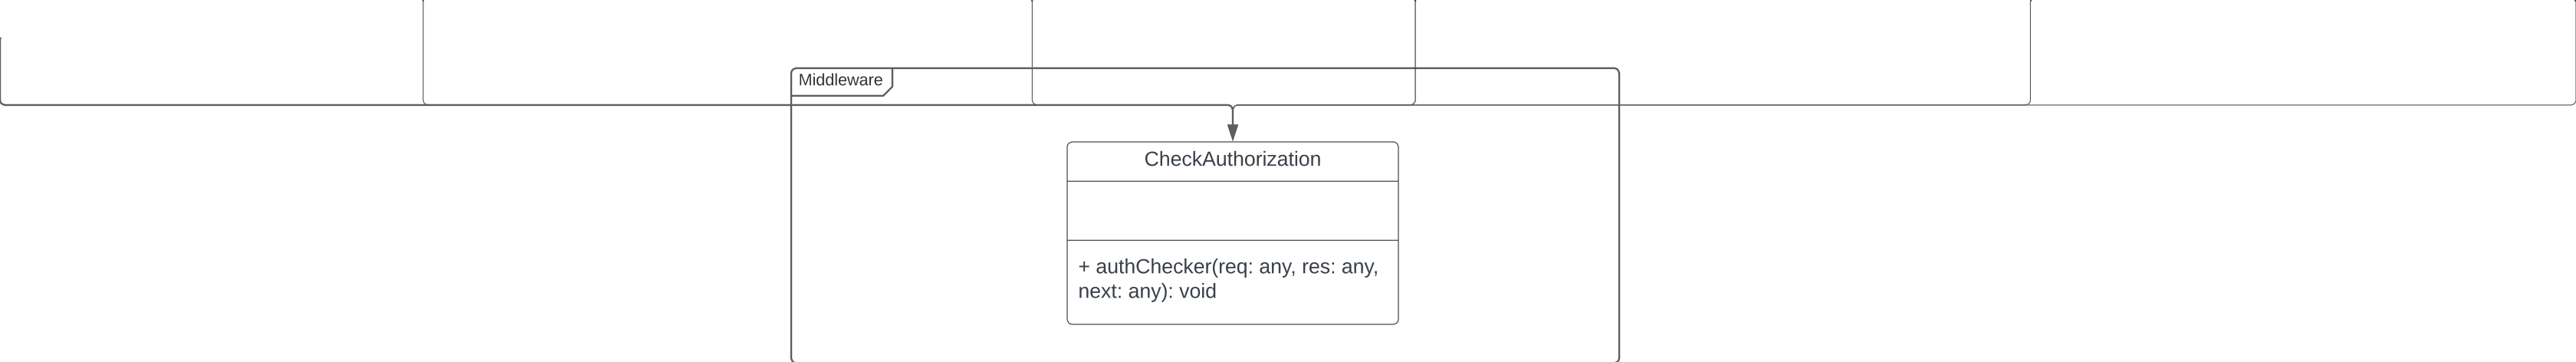 Middleware
CheckAuthorization
+ authChecker(req: any, res: any,
next: any): void